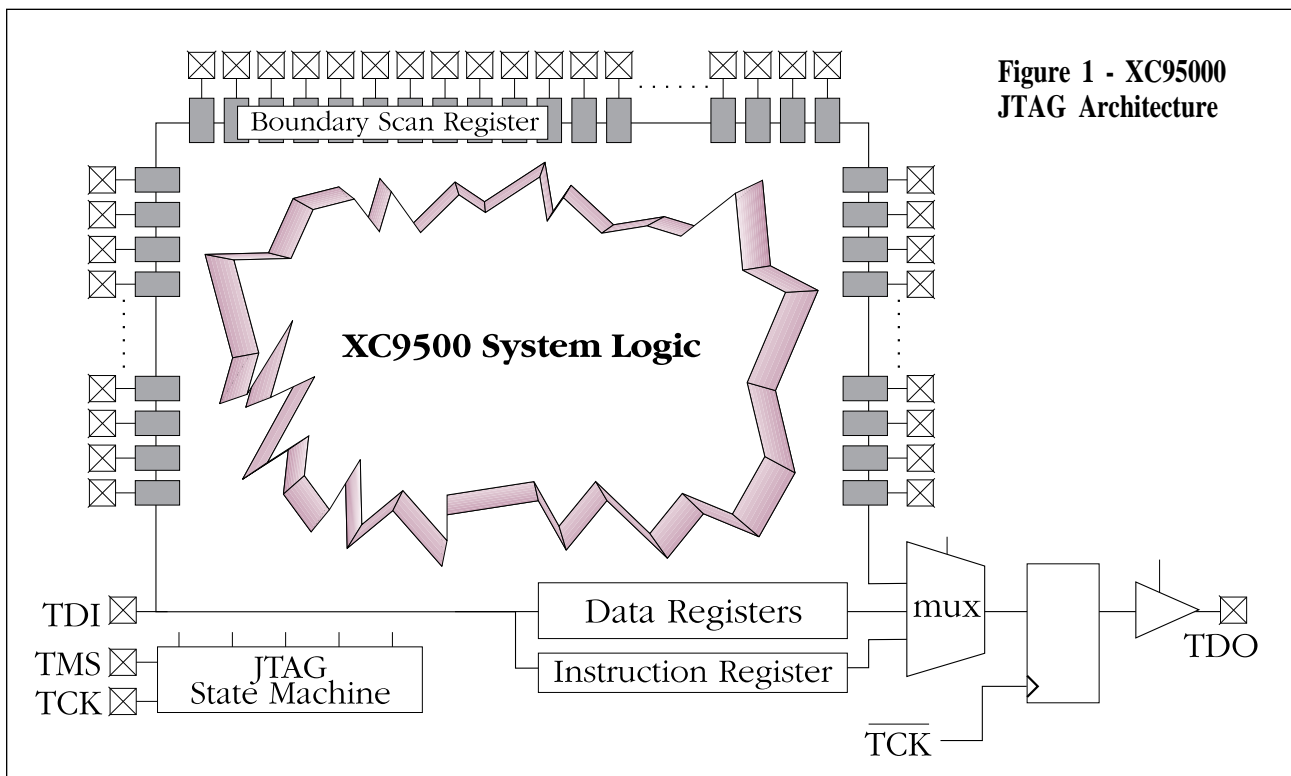 Figure 1 - XC95000
JTAG Architecture
Boundary Scan Register
XC9500 System Logic
TDI
Data Registers
mux
TDO
TMS
JTAG
State Machine
Instruction Register
TCK
TCK